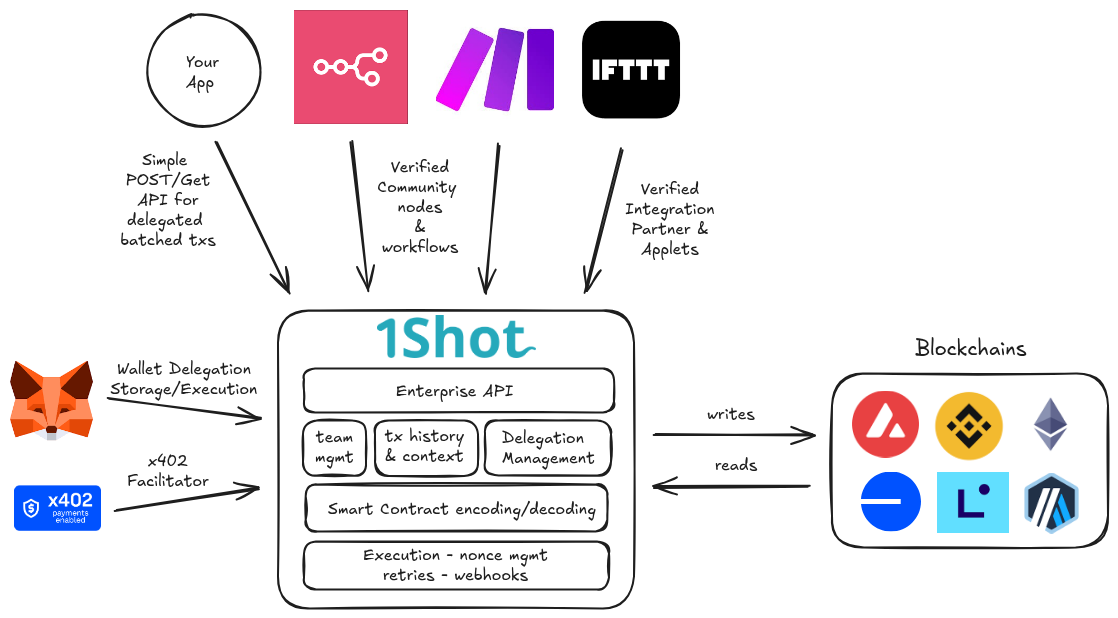 Your
App
IFTTT
Simple
POST/Get
API for
delegated
batched txs
Verified
Community
nodes
&
workflows
Verified
Integration
Partner &
Applets
1Shot
Enterprise API
team
mgmt
tx history
& context
Delegation
Management
Smart Contract encoding/decoding
Execution - nonce mgmt
retries - webhooks
Wallet Delegation
Storage/Execution
x402
Facilitator
x402
payments
enabled
writes
reads
Blockchains
L